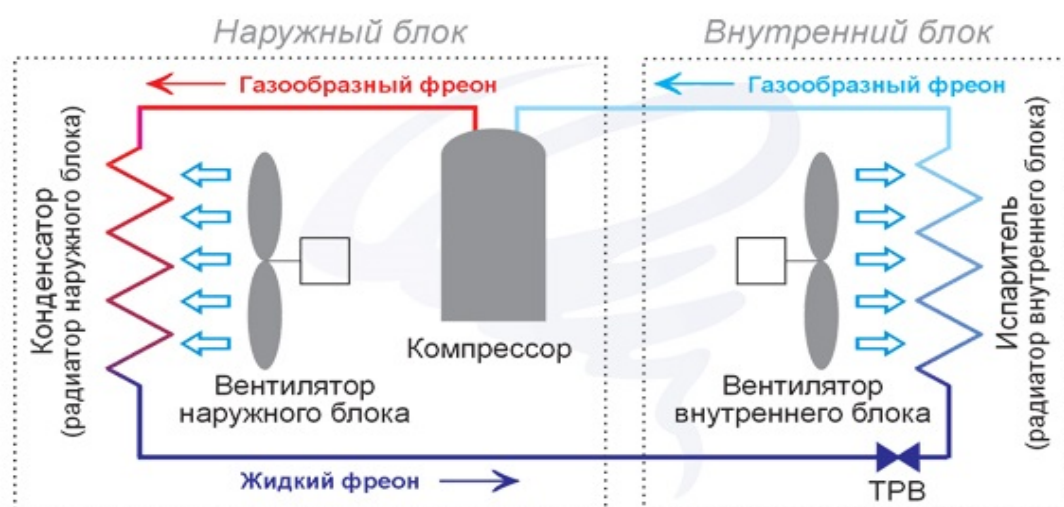 Наружный блок
Внутренний блок
Газообразный фреон
Газообразный фреон
Конденсатор
(радиатор наружного блока)
Вентилятор
наружного блока
Компрессор
Вентилятор
внутреннего блока
Испаритель
(радиатор внутреннего блока)
Жидкий фреон
ТРВ